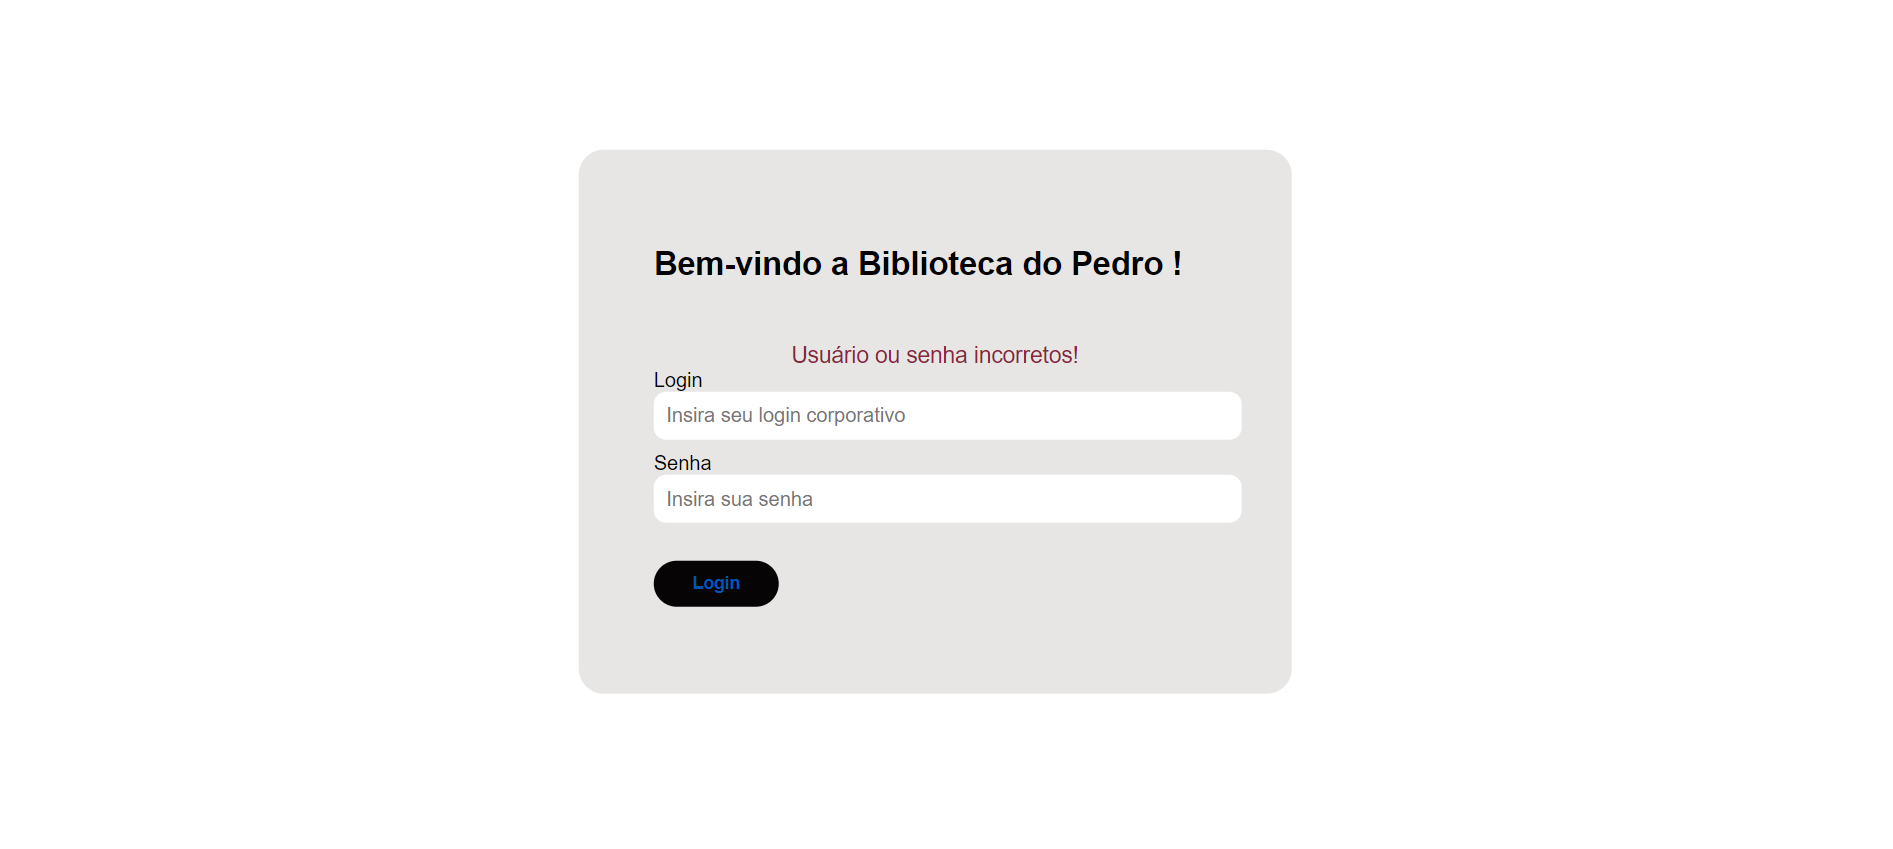 Bem-vindo a Biblioteca do Pedro !
Usuário ou senha incorretos!
Login
Insira seu login corporativo
Senha
Insira sua senha
Login